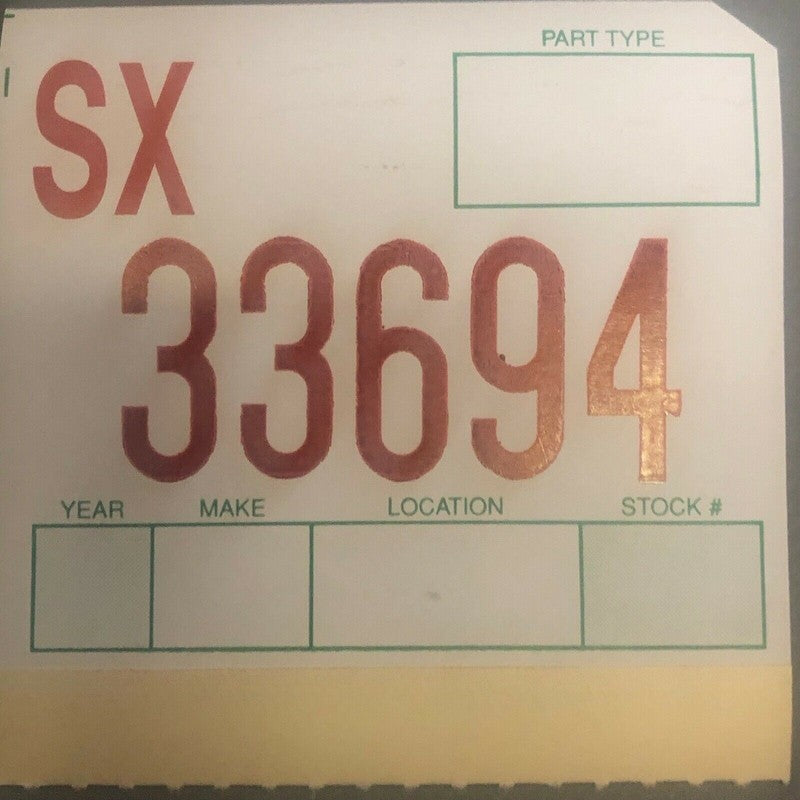 PART TYPE
SX
33694
YEAR MAKE LOCATION STOCK #